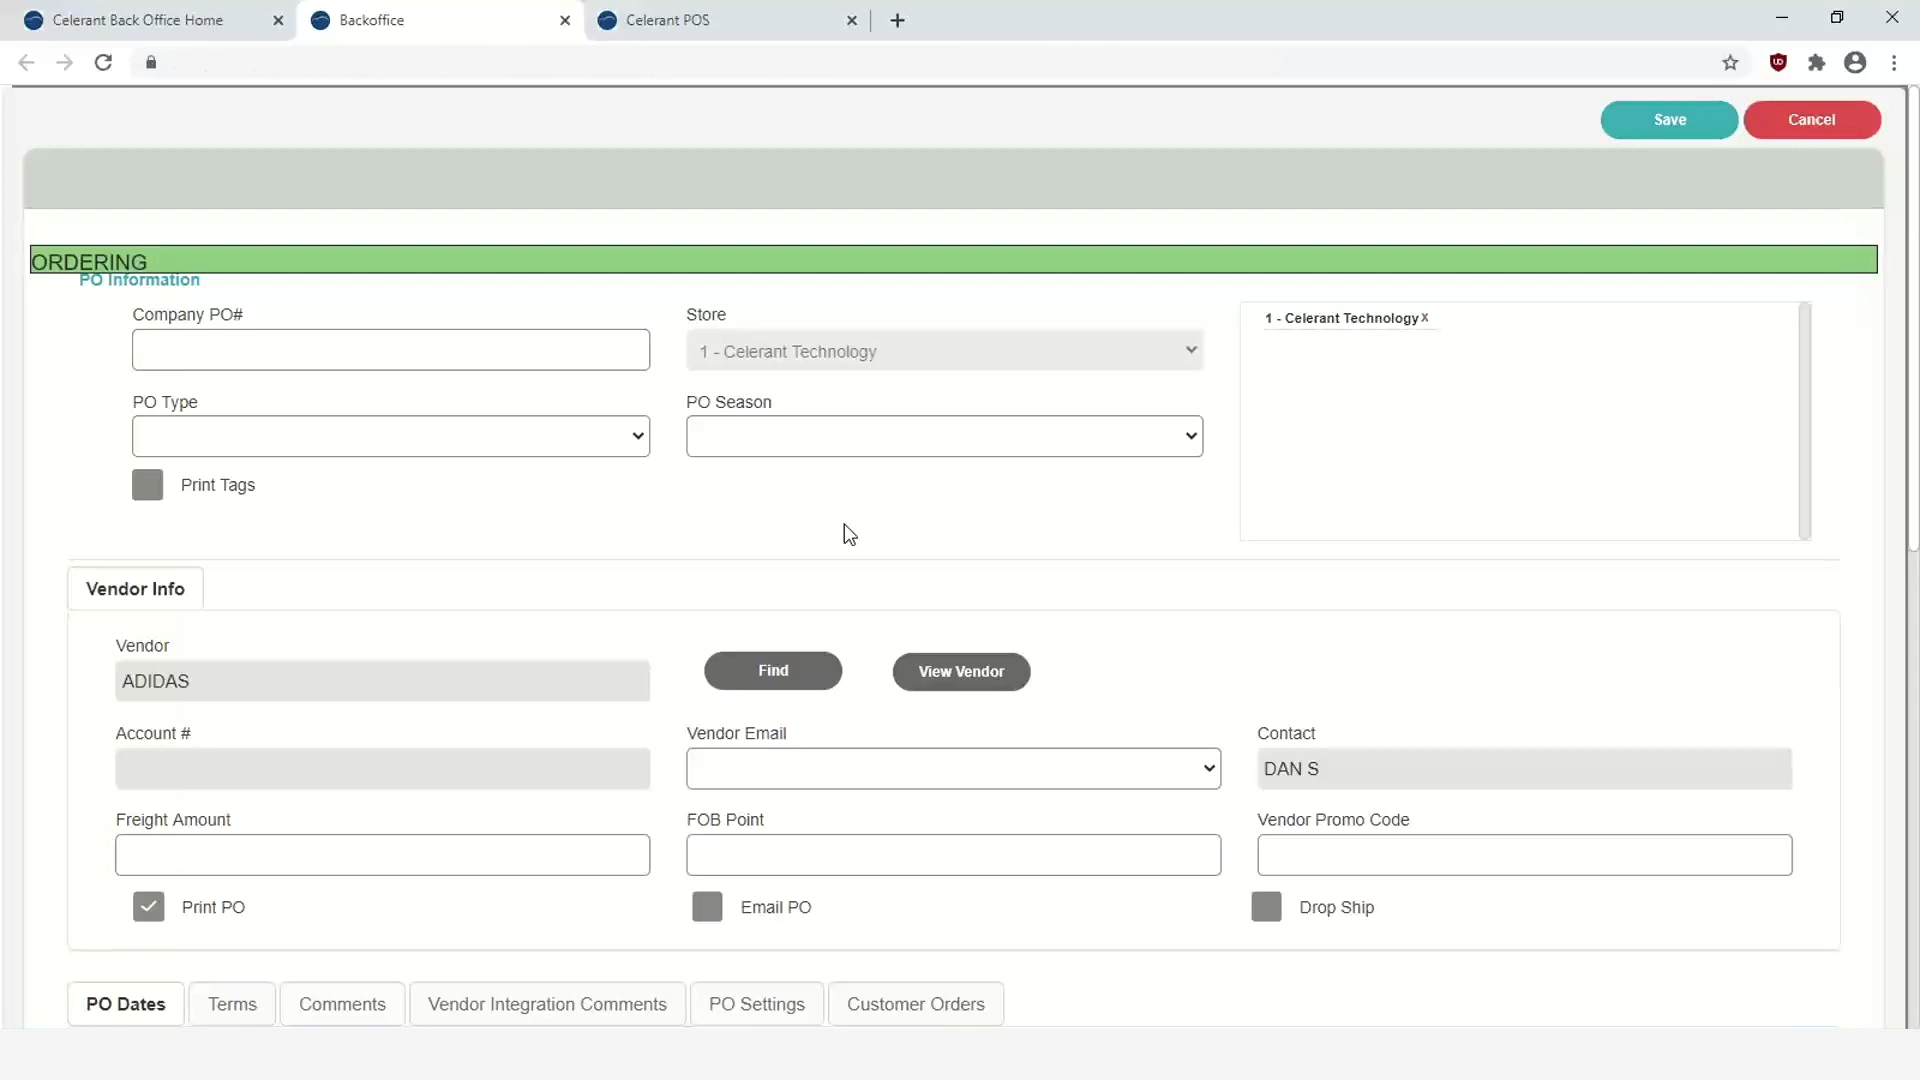 Celerant Back Office Home
Backoffice
Celerant POS
Save
Cancel
ORDERING
PO Information
Company PO#
Store
1 - Celerant Technology X
1 - Celerant Technology
PO Type
PO Season
Print Tags
Vendor Info
Vendor
ADIDAS
Find
View Vendor
Account #
Vendor Email
Contact
DAN S
Freight Amount
FOB Point
Vendor Promo Code
Print PO
Email PO
Drop Ship
PO Dates
Terms
Comments
Vendor Integration Comments
PO Settings
Customer Orders